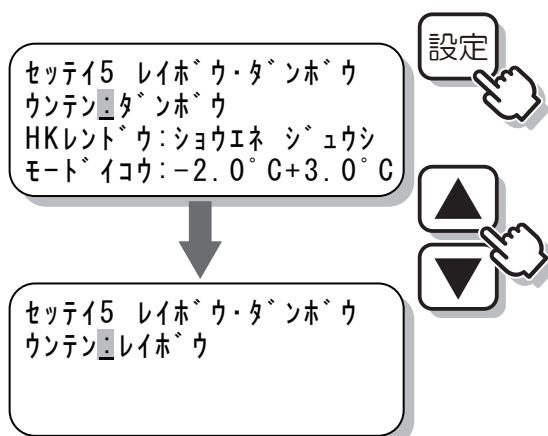 設定
セッテイ5 レイボウ・ダンボウ
ウンテン:ダンボウ
HKレンドウ:ショウエネ ジュウシ
モードイコウ:-2.0°C+3.0°C
▲
▼
セッテイ5 レイボウ・ダンボウ
ウンテン:レイボウ